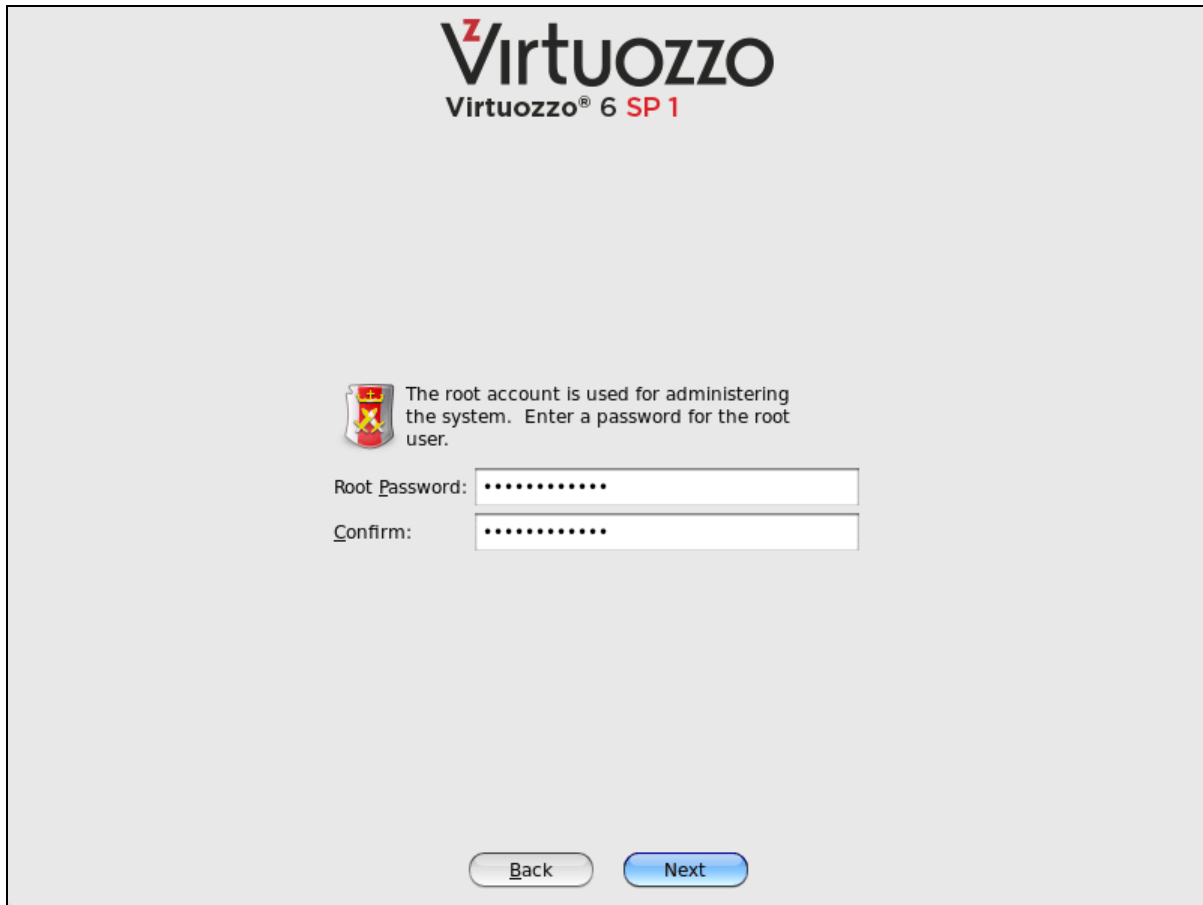 Virtuozzo
Virtuozzo® 6 SP 1
The root account is used for administering
the system.  Enter a password for the root
user.
Root Password: ••••••••••••
Confirm: ••••••••••••
Back Next